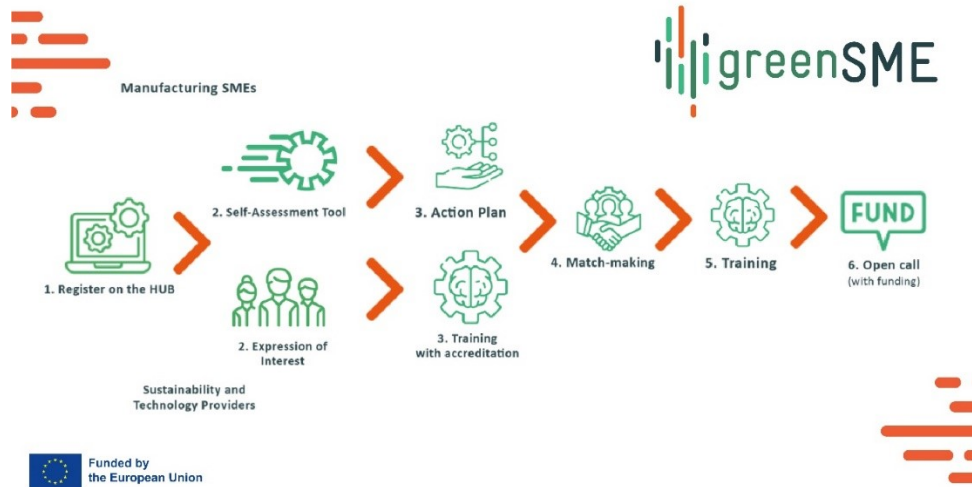 greenSME
Manufacturing SMEs
2. Self-Assessment Tool
3. Action Plan
1. Register on the HUB
4. Match-making
5. Training
FUND
6. Open call
(with funding)
2. Expression of
Interest
3. Training
with accreditation
Sustainability and
Technology Providers
Funded by
the European Union